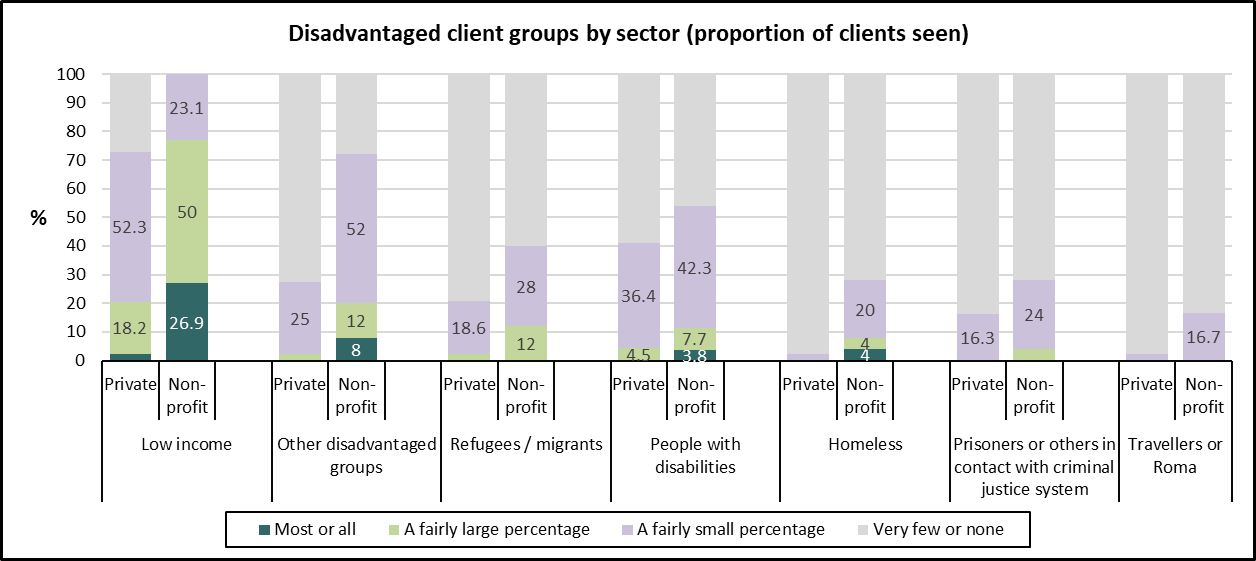 Disadvantaged client groups by sector (proportion of clients seen)
100
90
80
70
60
50
40
30
20
10
0
%
52.3
18.2
23.1
50
26.9
25
52
12
8
18.6
28
12
36.4
4.5
42.3
7.7
3.8
20
4
4
16.3
24
16.7
Private Non-profit Private Non-profit Private Non-profit Private Non-profit Private Non-profit Private Non-profit Private Non-profit
Low income
Other disadvantaged
groups
Refugees / migrants
People with
disabilities
Homeless
Prisoners or others in
contact with criminal
justice system
Travellers or
Roma
Most or all A fairly large percentage A fairly small percentage Very few or none